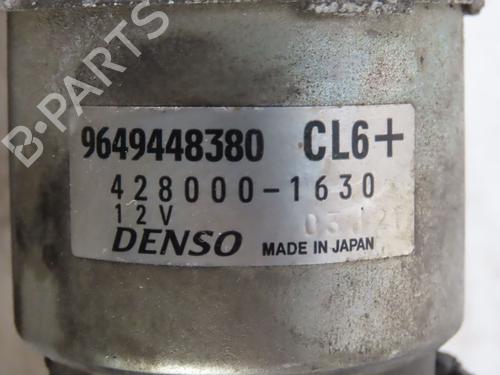 B-PARTS
9649448380 CL6+
428000-1630
12V
DENSO MADE IN JAPAN